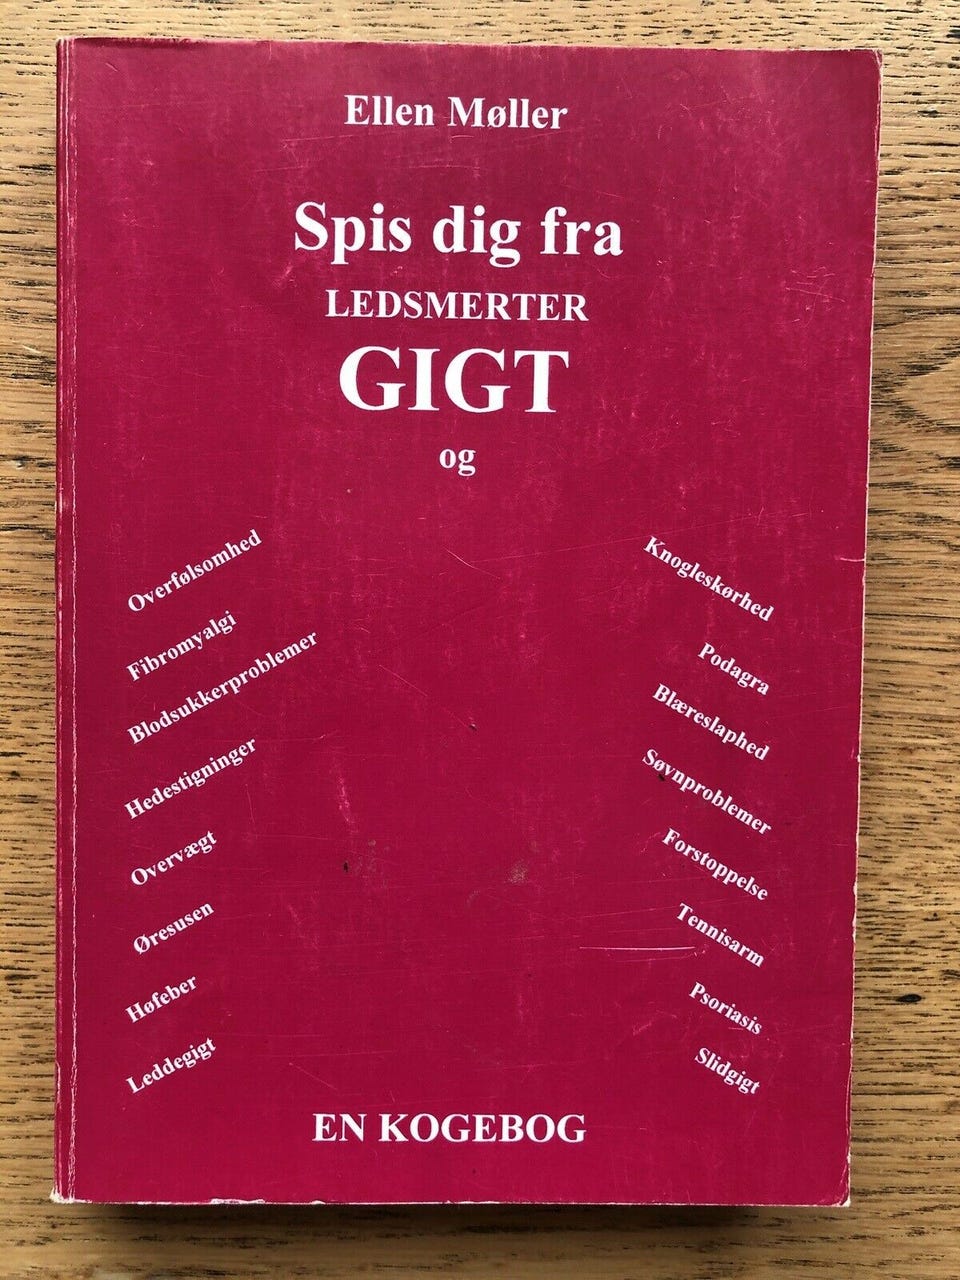 Ellen Møller
Spis dig fra
LEDSMERTER
GIGT
og
Overfølsomhed
Fibromyalgi
Blodsukkerproblemer
Hedestigninger
Overvægt
Øresusen
Høfeber
Leddegigt
Knogleskørhed
Podagra
Blæreslaphed
Søvnproblemer
Forstoppelse
Tennisarm
Psoriasis
Slidgigt
EN KOGEBOG